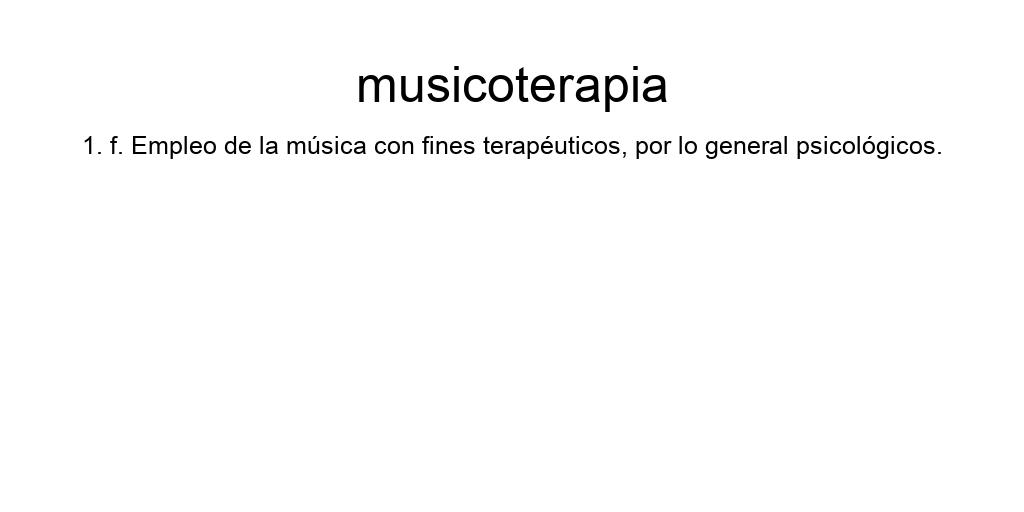 musicoterapia
1. f. Empleo de la música con fines terapéuticos, por lo general psicológicos.